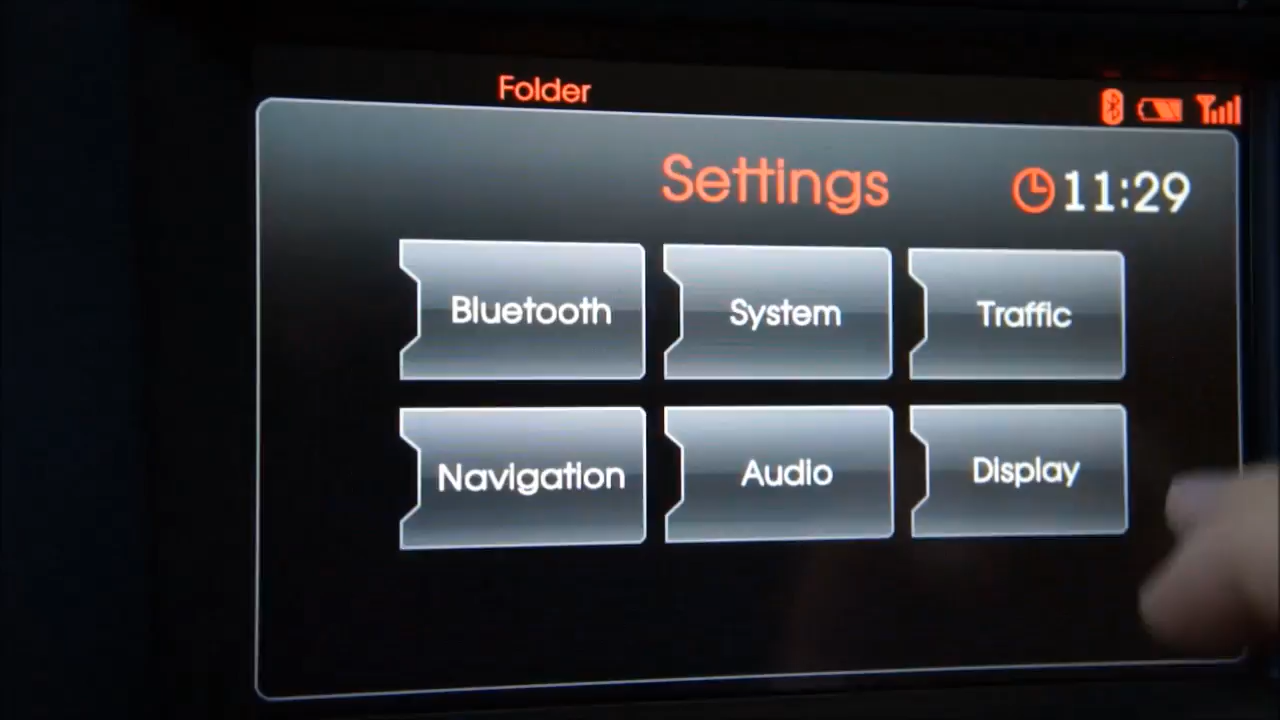 Folder
Settings
11:29
Bluetooth
System
Traffic
Navigation
Audio
Display